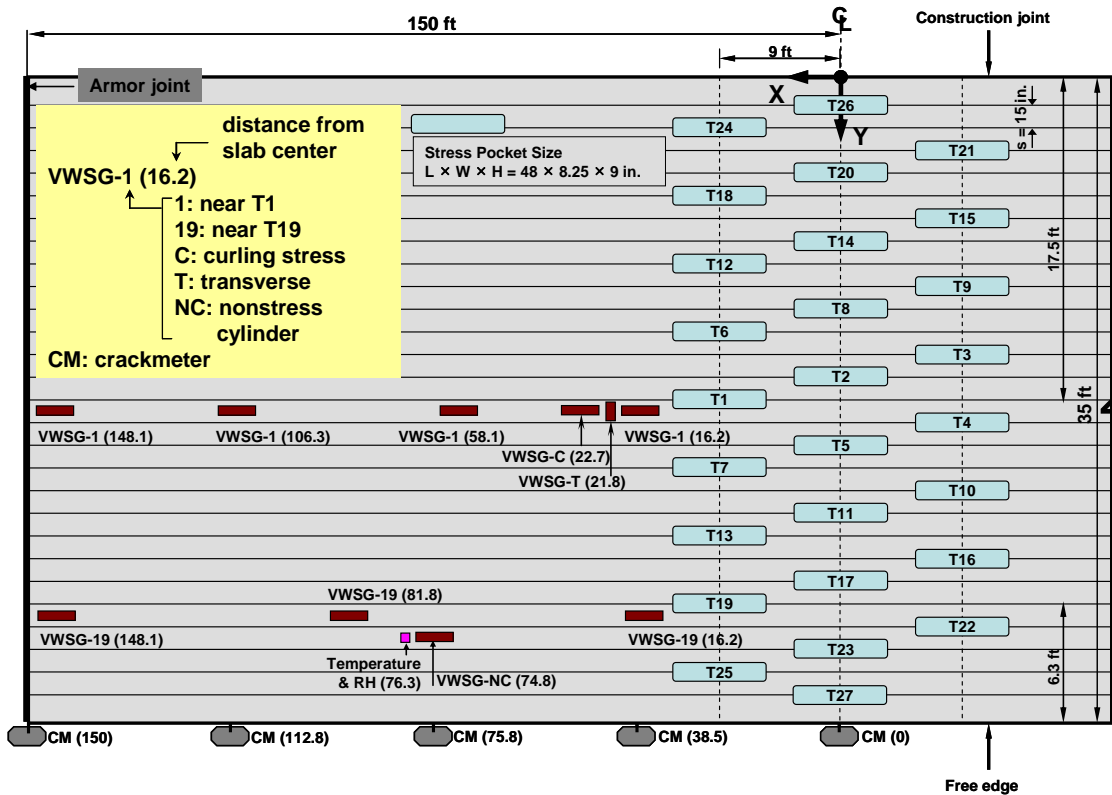 150 ft
C
L
Construction joint
9 ft
Armor joint
X
Y
T26
s = 15 in.
distance from
slab center
VWSG-1 (16.2)
1: near T1
19: near T19
C: curling stress
T: transverse
NC: nonstress
cylinder
CM: crackmeter
Stress Pocket Size
L × W × H = 48 × 8.25 × 9 in.
T24
T21
T20
T18
T15
T14
T12
T9
T8
T6
T3
T2
T1
17.5 ft
35 ft
T4
VWSG-1 (148.1)
VWSG-1 (106.3)
VWSG-1 (58.1)
VWSG-1 (16.2)
T5
VWSG-C (22.7)
T7
VWSG-T (21.8)
T10
T11
T13
T16
T17
VWSG-19 (81.8)
T19
T22
VWSG-19 (148.1)
VWSG-19 (16.2)
T23
Temperature
& RH (76.3)
VWSG-NC (74.8)
T25
6.3 ft
T27
CM (150)
CM (112.8)
CM (75.8)
CM (38.5)
CM (0)
Free edge